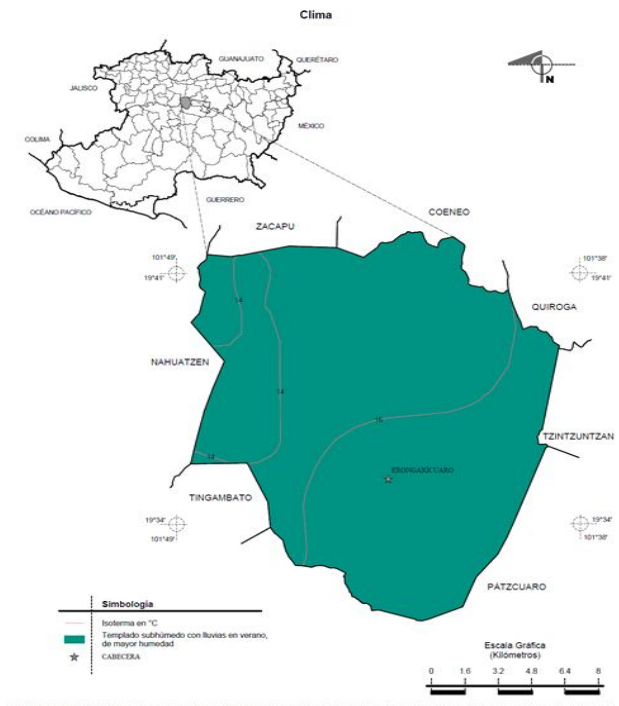 Clima
GUANAJUATO
QUERÉTARO
JALISCO
MÉXICO
COLIMA
GUERRERO
OCÉANO PACÍFICO
N
COENEO
ZACAPU
101°49'
19°41'
101°38'
19°41'
QUIROGA
14
NAHUATZEN
14
16
TZINTZUNTZAN
12
ERONGARICUARO
TINGAMBATO
19°34'
101°49'
19°34'
101°38'
PÁTZCUARO
Simbología
Isoterma en °C
Templado subhúmedo con lluvias en verano,
de mayor humedad
CABECERA
Escala Gráfica
(Kilómetros)
0 1.6 3.2 4.8 6.4 8